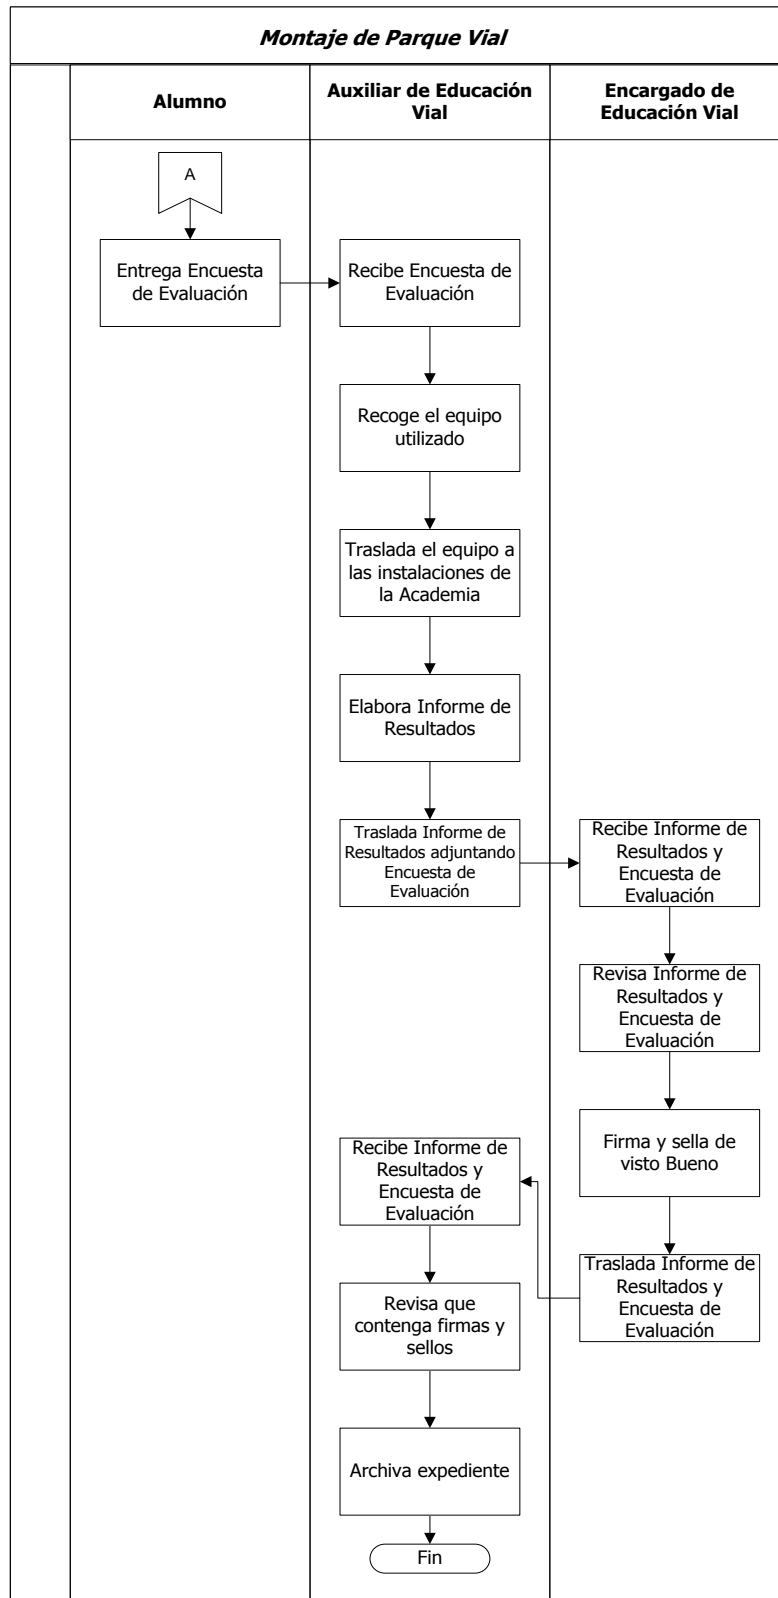 Montaje de Parque Vial
Alumno
Auxiliar de Educación
Vial
Encargado de
Educación Vial
A
Entrega Encuesta
de Evaluación
Recibe Encuesta de
Evaluación
Recoge el equipo
utilizado
Traslada el equipo a
las instalaciones de
la Academia
Elabora Informe de
Resultados
Traslada Informe de
Resultados adjuntando
Encuesta de
Evaluación
Recibe Informe de
Resultados y
Encuesta de
Evaluación
Revisa Informe de
Resultados y
Encuesta de
Evaluación
Firma y sella de
visto Bueno
Traslada Informe de
Resultados y
Encuesta de
Evaluación
Recibe Informe de
Resultados y
Encuesta de
Evaluación
Revisa que
contenga firmas y
sellos
Archiva expediente
Fin